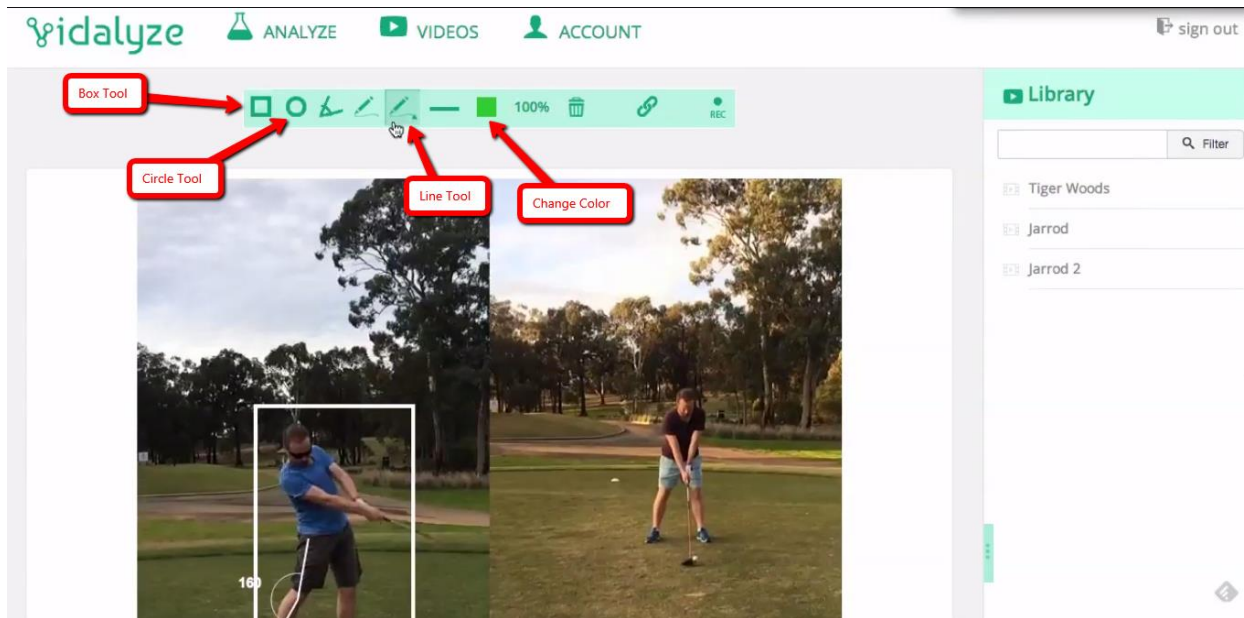 Vidalyze
ANALYZE
VIDEOS
ACCOUNT
sign out
Box Tool
100%
REC
Library
Filter
Circle Tool
Line Tool
Change Color
Tiger Woods
Jarrod
Jarrod 2
160